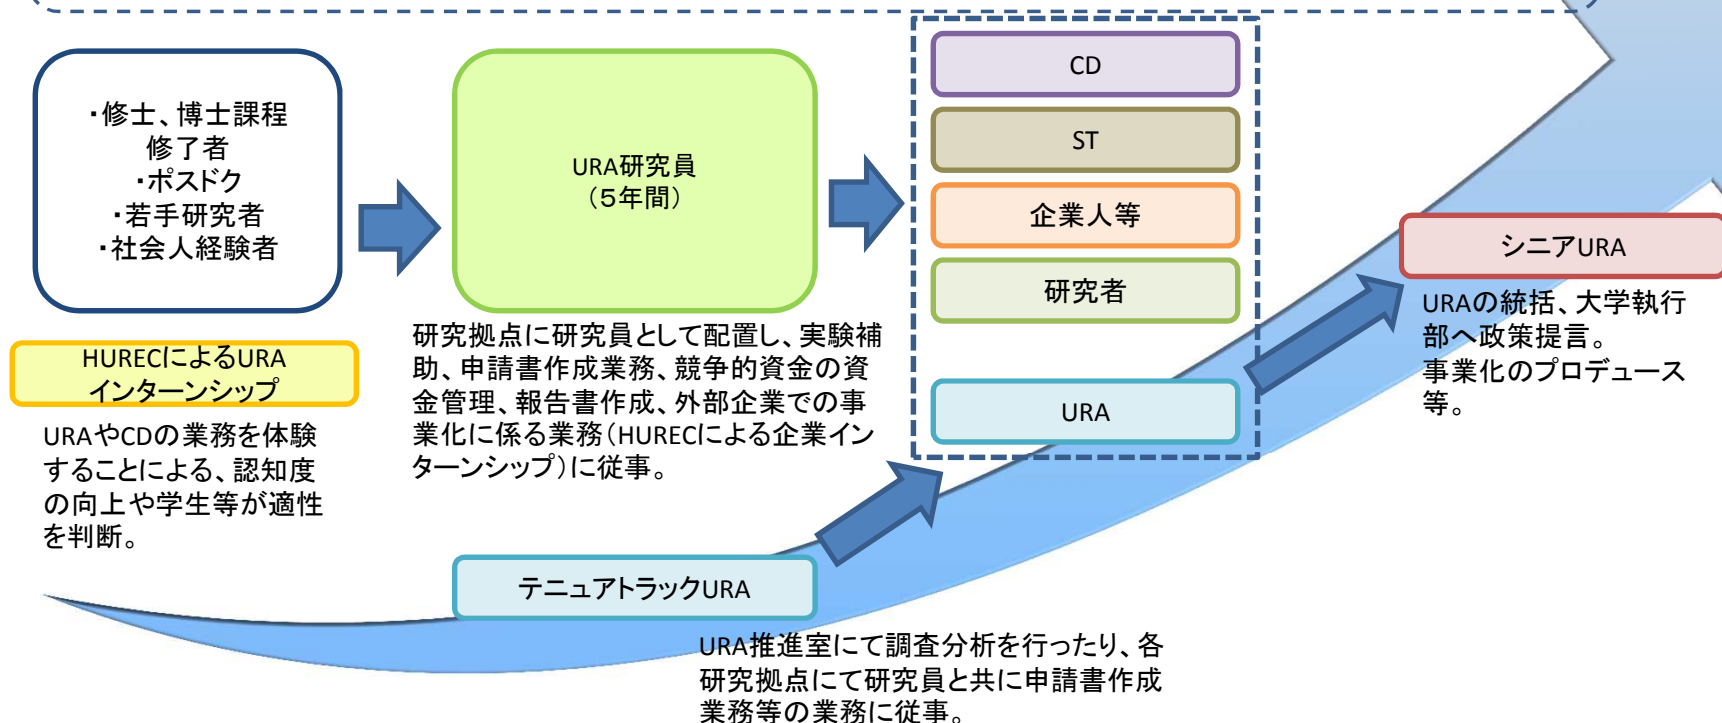 ・修士、博士課程
修了者
・ポスドク
・若手研究者
・社会人経験者
HURECによるURA
インターンシップ
URAやCDの業務を体験
することによる、認知度
の向上や学生等が適性
を判断。
URA研究員
（５年間）
研究拠点に研究員として配置し、実験補
助、申請書作成業務、競争的資金の資
金管理、報告書作成、外部企業での事
業化に係る業務（HURECによる企業イン
ターンシップ）に従事。
CD
ST
企業人等
研究者
URA
シニアURA
URAの統括、大学執行
部へ政策提言。
事業化のプロデュース
等。
テニュアトラックURA
URA推進室にて調査分析を行ったり、各
研究拠点にて研究員と共に申請書作成
業務等の業務に従事。